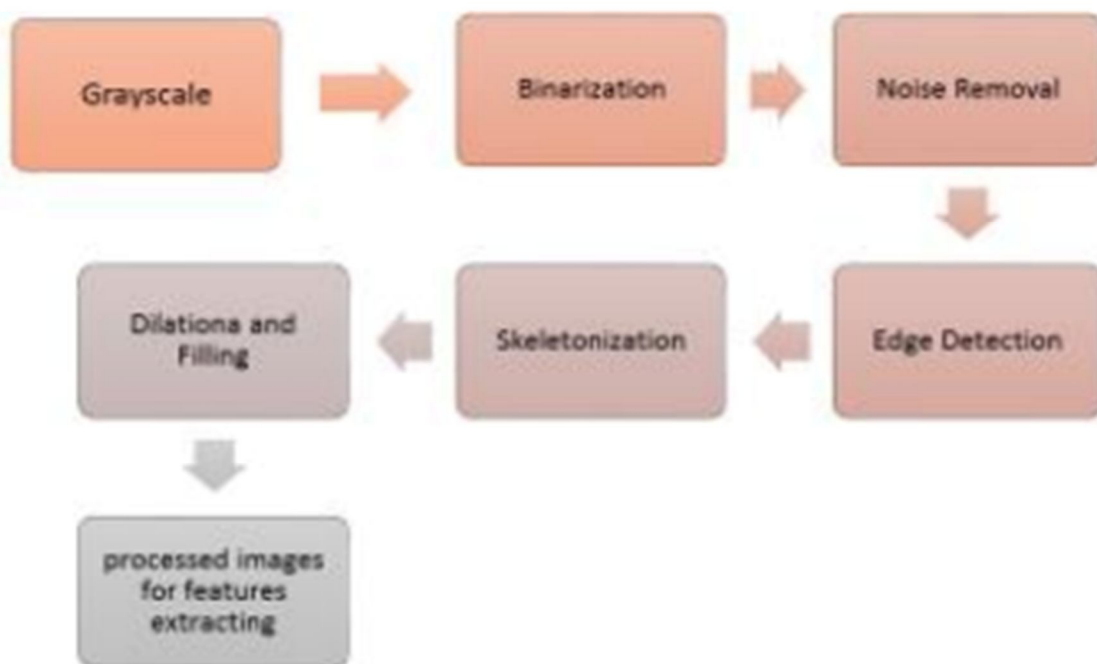 Grayscale
Binarization
Noise Removal
Edge Detection
Skeletonization
Dilationa and
Filling
processed images
for features
extracting